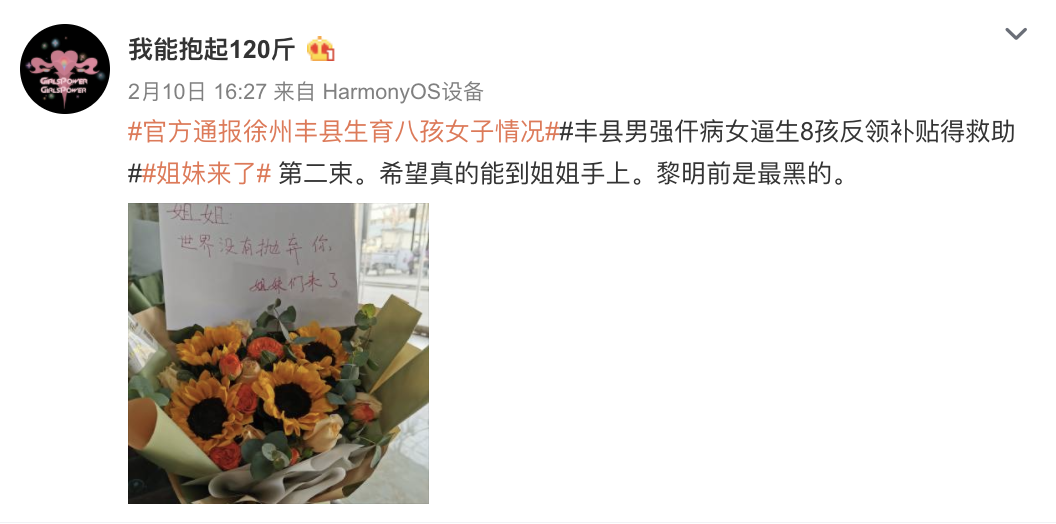 GIRLSPOWER
GIRLSPOWER
我能抱起120斤
2月10日 16:27 来自 HarmonyOS设备
#官方通报徐州丰县生育八孩女子情况##丰县男强仟病女逼生8孩反领补贴得救助
##姐妹来了# 第二束。希望真的能到姐姐手上。黎明前是最黑的。
姐姐:
世界没有抛弃你,
姐妹们来了